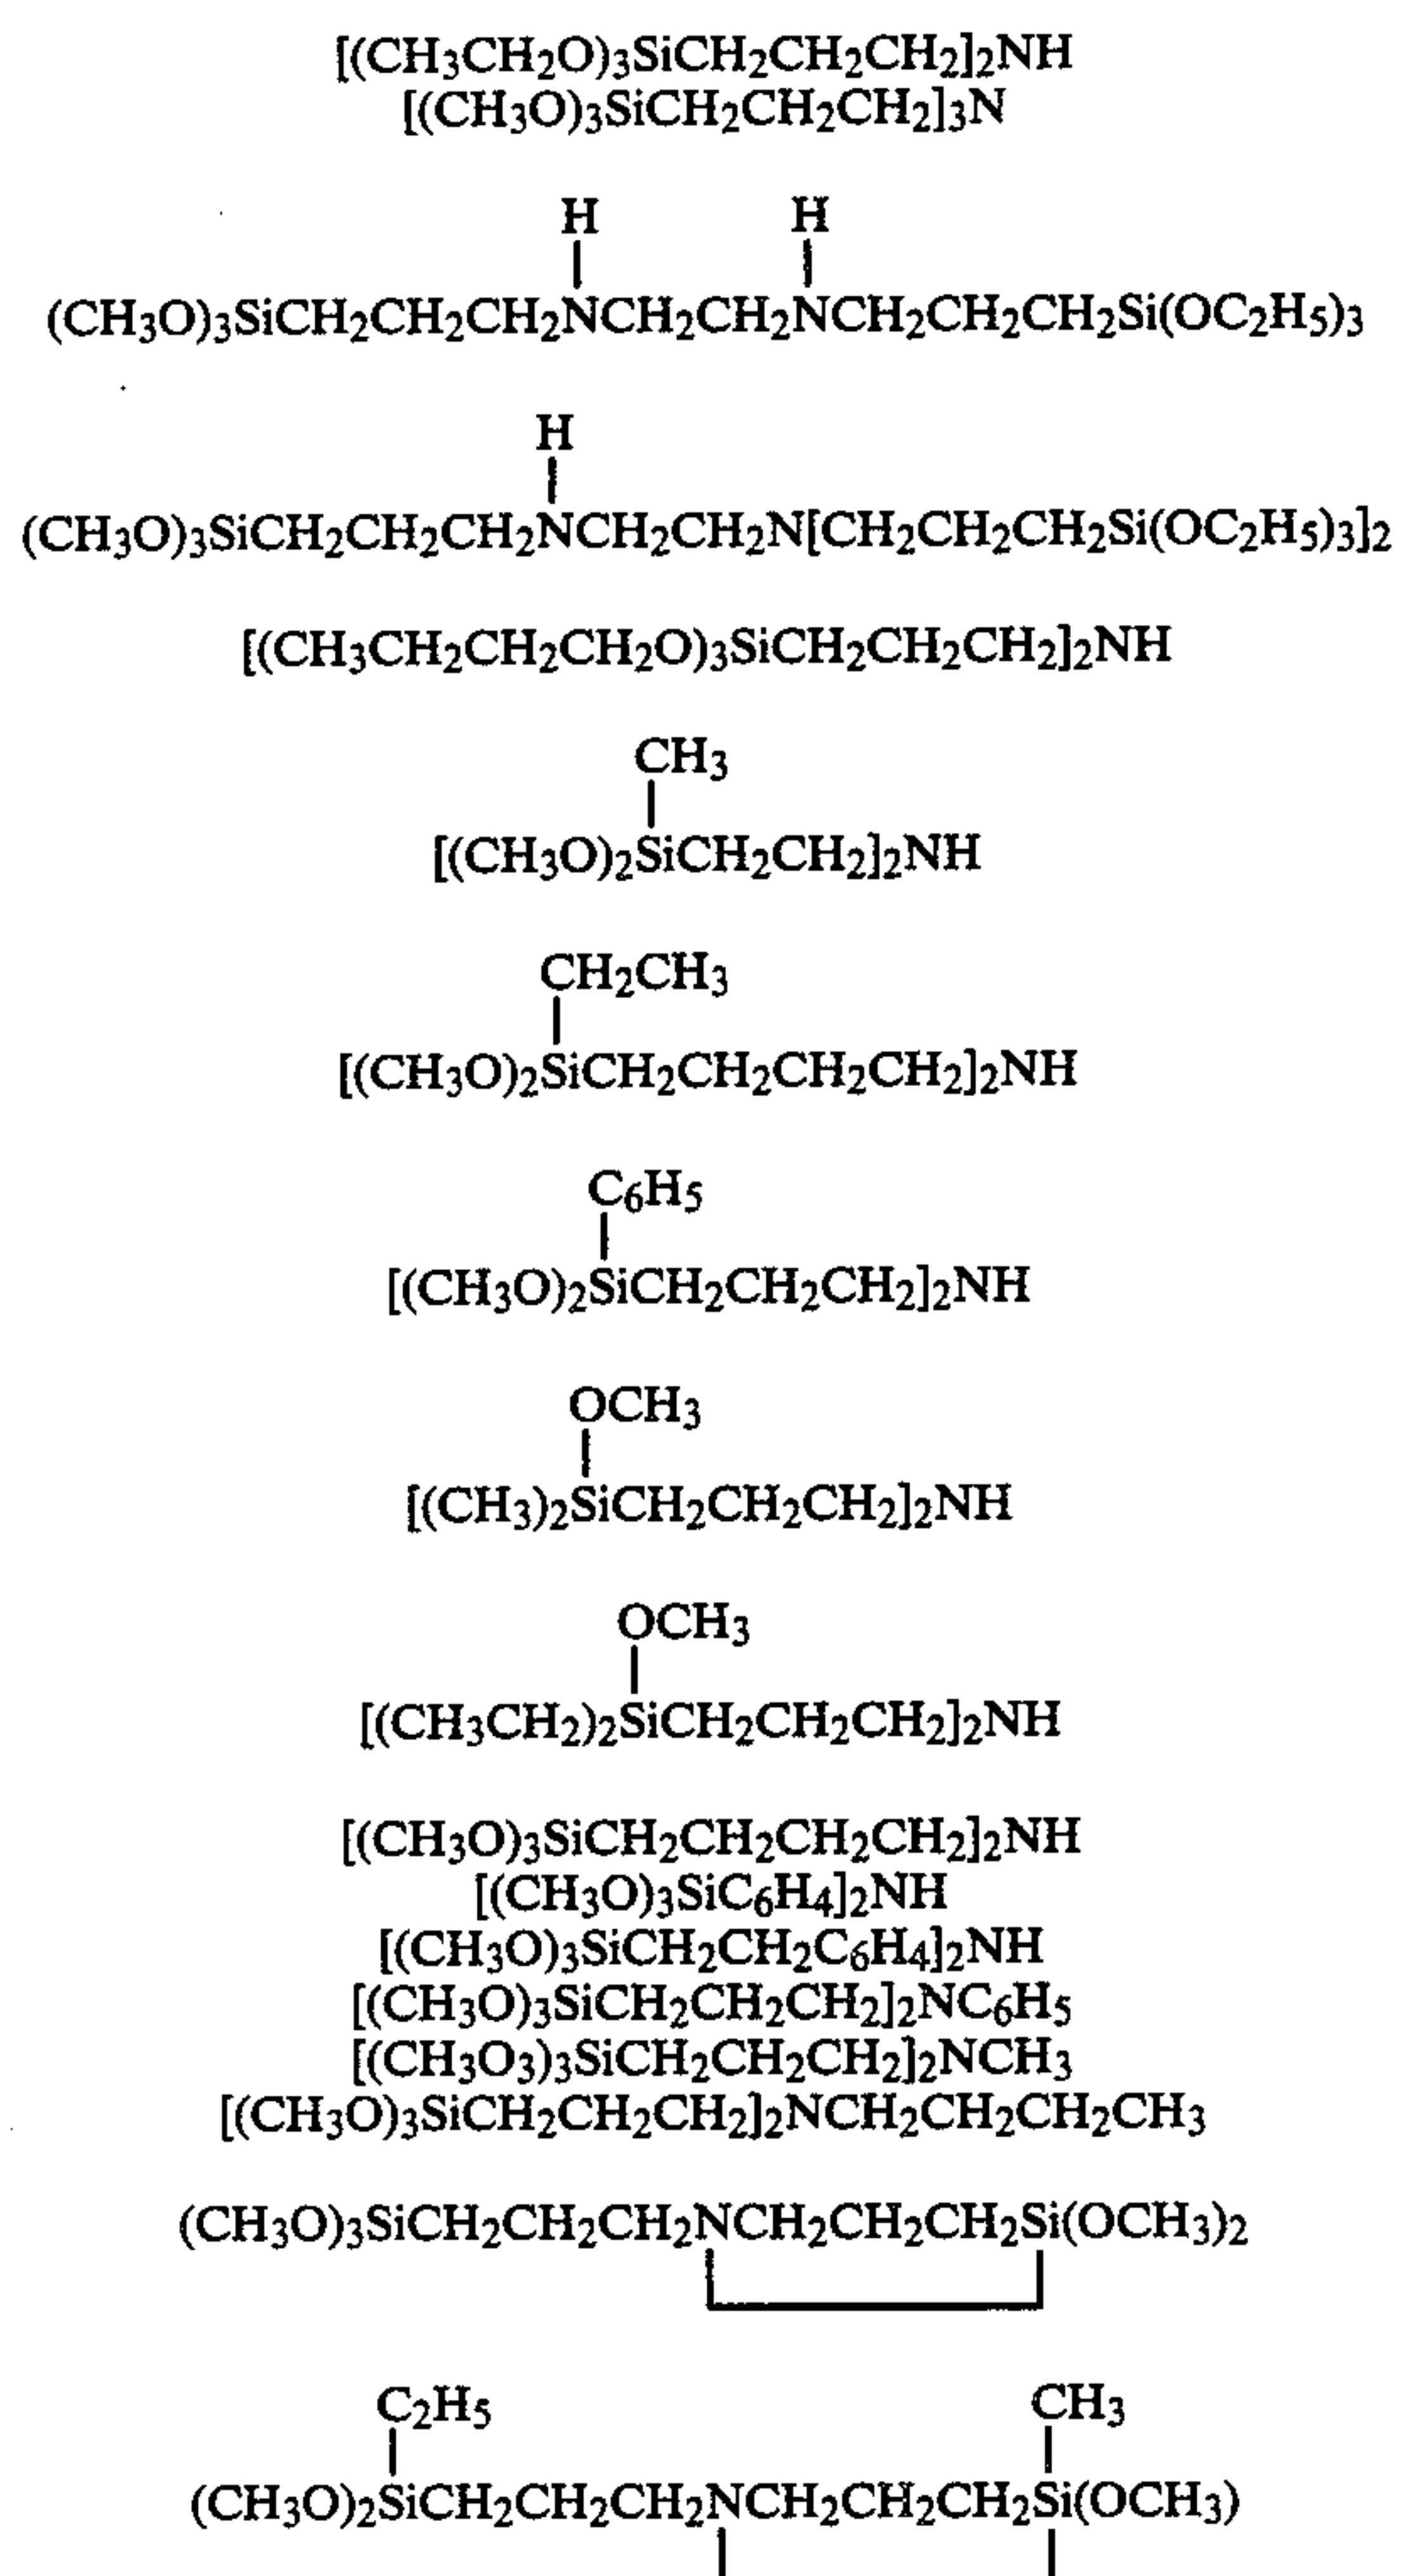 [(CH3CH2O)3SiCH2CH2CH2]2NH
[(CH3O)3SiCH2CH2CH2]3N
H H
(CH3O)3SiCH2CH2CH2NCH2CH2NCH2CH2CH2Si(OC2H5)3
H
(CH3O)3SiCH2CH2CH2NCH2CH2N[CH2CH2CH2Si(OC2H5)3]2
[(CH3CH2CH2CH2O)3SiCH2CH2CH2]2NH
CH3
[(CH3O)2SiCH2CH2]2NH
CH2CH3
[(CH3O)2SiCH2CH2CH2CH2]2NH
C6H5
[(CH3O)2SiCH2CH2CH2]2NH
OCH3
[(CH3)2SiCH2CH2CH2]2NH
OCH3
[(CH3CH2)2SiCH2CH2CH2]2NH
[(CH3O)3SiCH2CH2CH2CH2]2NH
[(CH3O)3SiC6H4]2NH
[(CH3O)3SiCH2CH2C6H4]2NH
[(CH3O)3SiCH2CH2CH2]2NC6H5
[(CH3O3)3SiCH2CH2CH2]2NCH3
[(CH3O)3SiCH2CH2CH2]2NCH2CH2CH2CH3
(CH3O)3SiCH2CH2CH2NCH2CH2CH2Si(OCH3)2
C2H5 CH3
(CH3O)2SiCH2CH2CH2NCH2CH2CH2Si(OCH3)